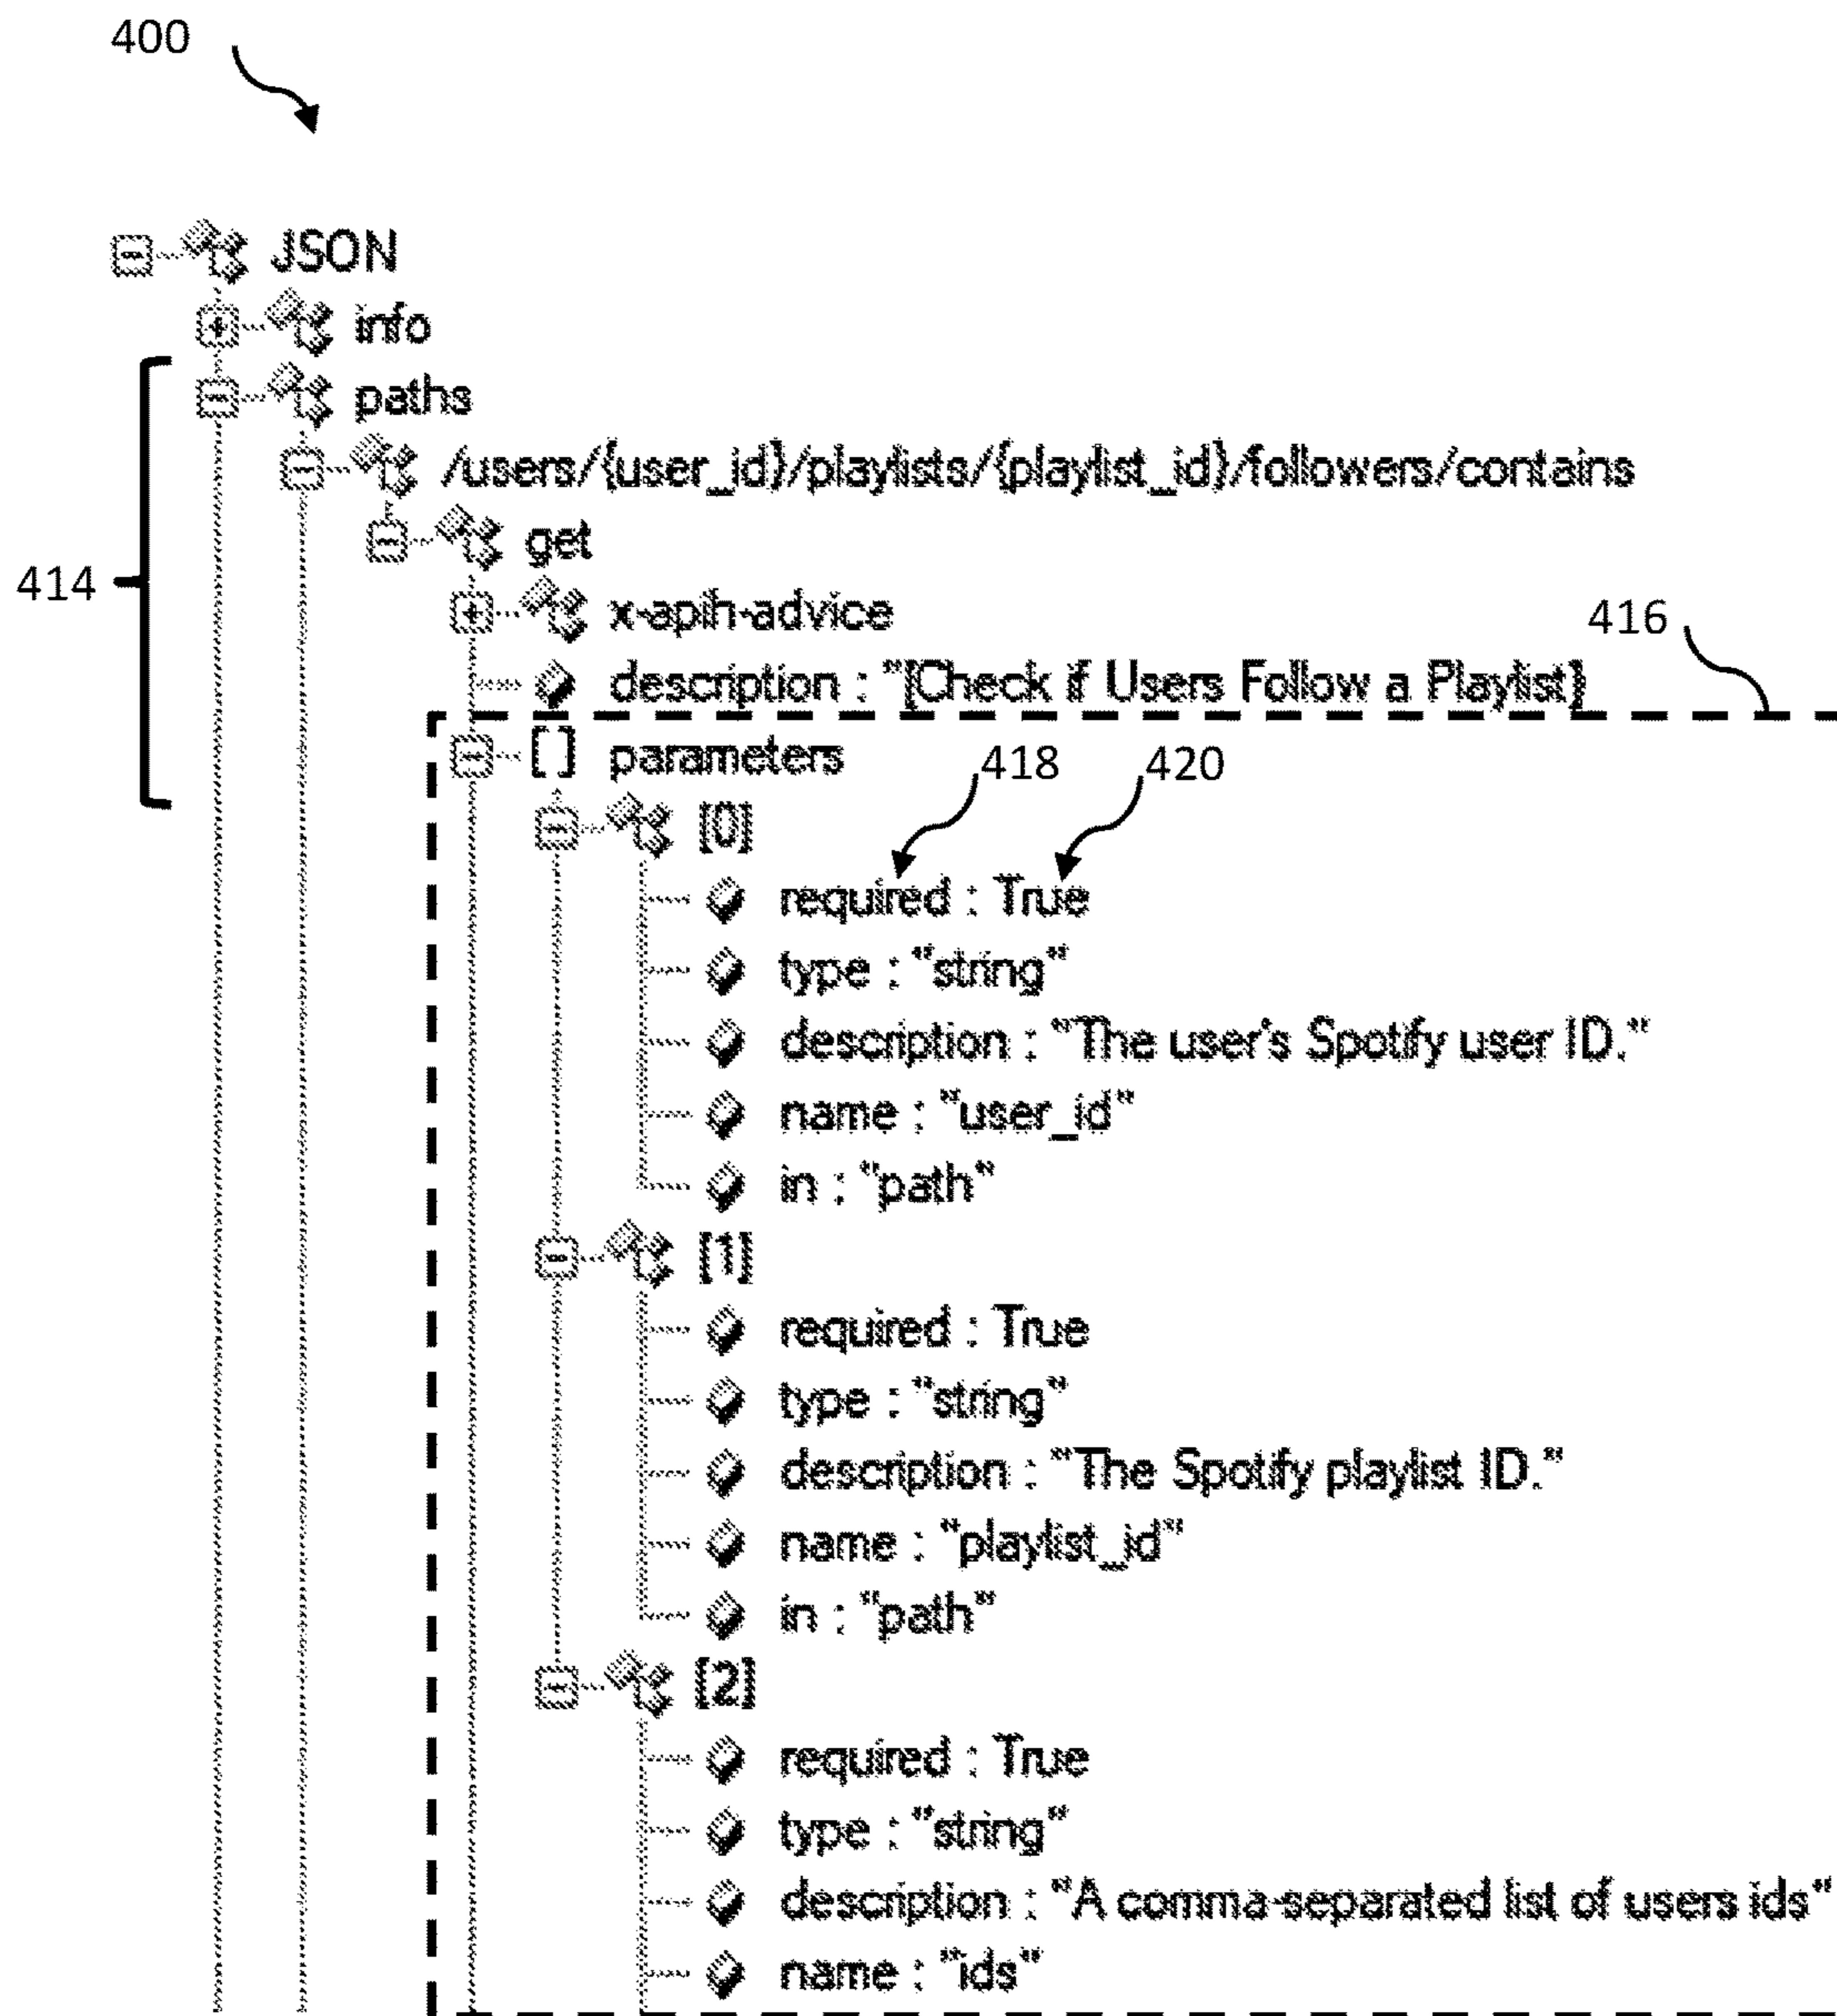 400
JSON
info
paths
/users/{user_id}/playlists/{playlist_id}/followers/contains
get
414
x-apih-advice
416
description : "[Check if Users Follow a Playlist]
[] parameters
418
420
[0]
required : True
type : "string"
description : "The user's Spotify user ID."
name : "user_id"
in : "path"
[1]
required : True
type : "string"
description : "The Spotify playlist ID."
name : "playlist_id"
in : "path"
[2]
required : True
type : "string"
description : "A comma-separated list of users ids"
name : "ids"